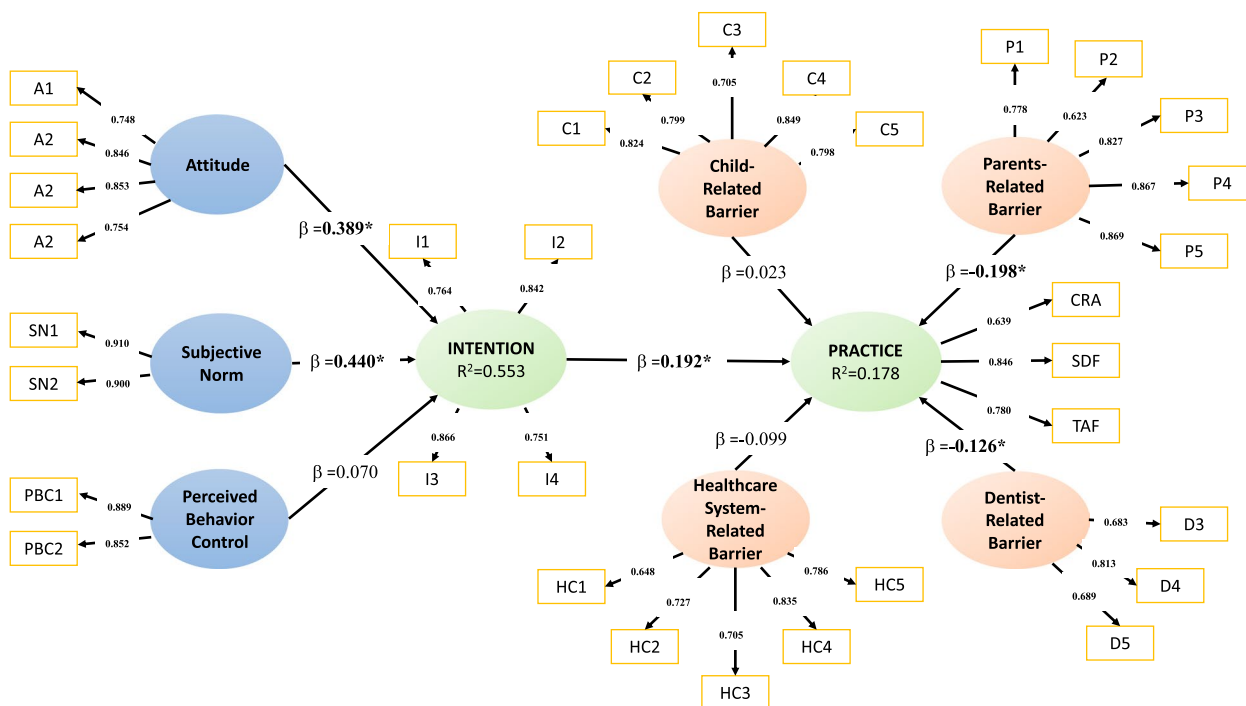 A1
0.748
A2
0.846
A2
0.853
A2
0.754
Attitude
β=0.389*
SN1
0.910
SN2
0.900
Subjective
Norm
β=0.440*
PBC1
0.889
PBC2
0.852
Perceived
Behavior
Control
β=0.070
I1
0.764
I2
0.842
INTENTION
R²=0.553
I3
0.866
I4
0.751
β=0.192*
C1
0.824
C2
0.799
C3
0.705
C4
0.849
C5
0.798
Child-
Related
Barrier
β=0.023
P1
0.778
P2
0.623
P3
0.827
P4
0.867
P5
0.869
Parents-
Related
Barrier
β=-0.198*
PRACTICE
R²=0.178
CRA
0.639
SDF
0.846
TAF
0.780
β=-0.099
Healthcare
System-
Related
Barrier
HC1
0.648
HC2
0.727
HC3
0.705
HC4
0.835
HC5
0.786
β=-0.126*
Dentist-
Related
Barrier
D3
0.683
D4
0.813
D5
0.689